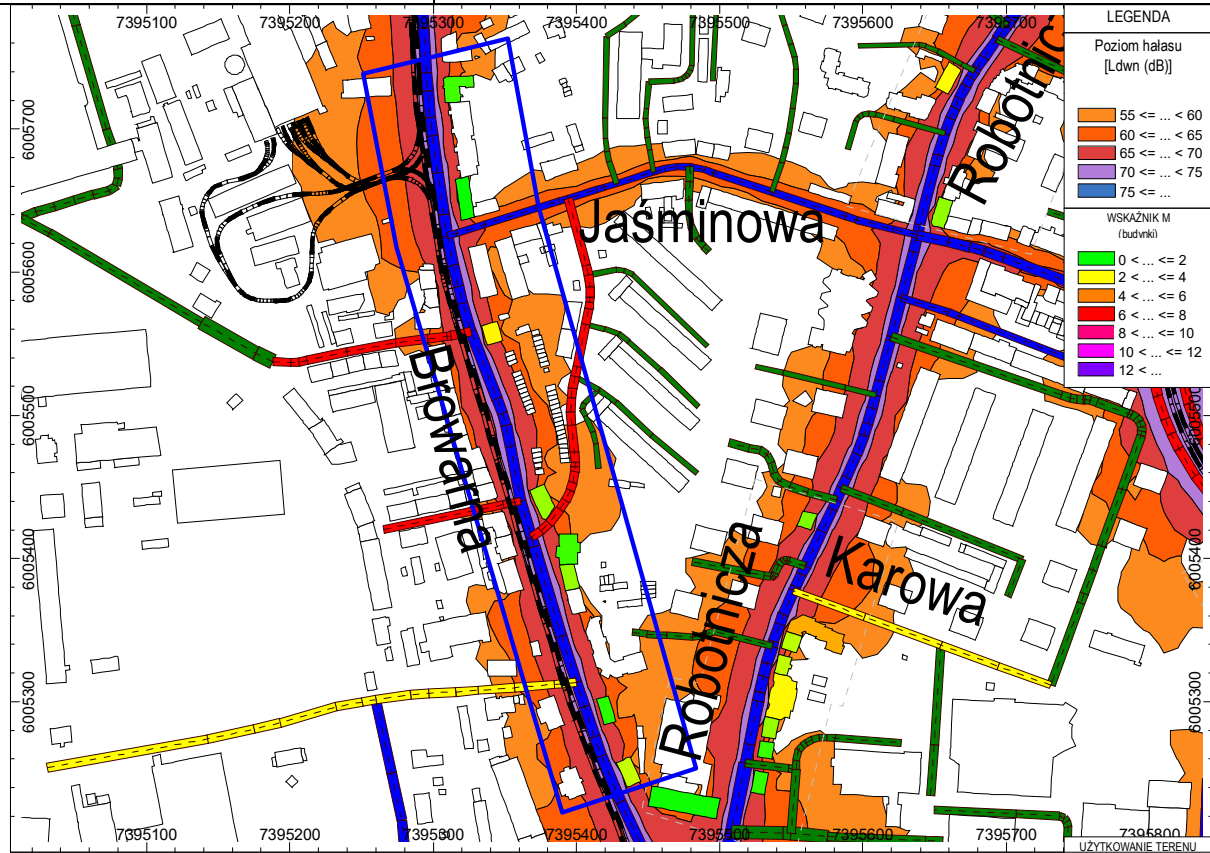 7395100
7395200
7395300
7395400
7395500
7395600
7395700
LEGENDA
Poziom hałasu
[Ldwn (dB)]
55 <= ... < 60
60 <= ... < 65
65 <= ... < 70
70 <= ... < 75
75 <= ...
WSKAŹNIK M
(budynki)
0 < ... <= 2
2 < ... <= 4
4 < ... <= 6
6 < ... <= 8
8 < ... <= 10
10 < ... <= 12
12 < ...
6005700
6005600
6005500
6005400
6005300
Robotnic
Jaśminowa
Browarna
Robotnicza
Karowa
6005500
6005400
6005300
7395100
7395200
7395300
7395400
7395500
7395600
7395700
7395800
UŻYTKOWANIE TERENU